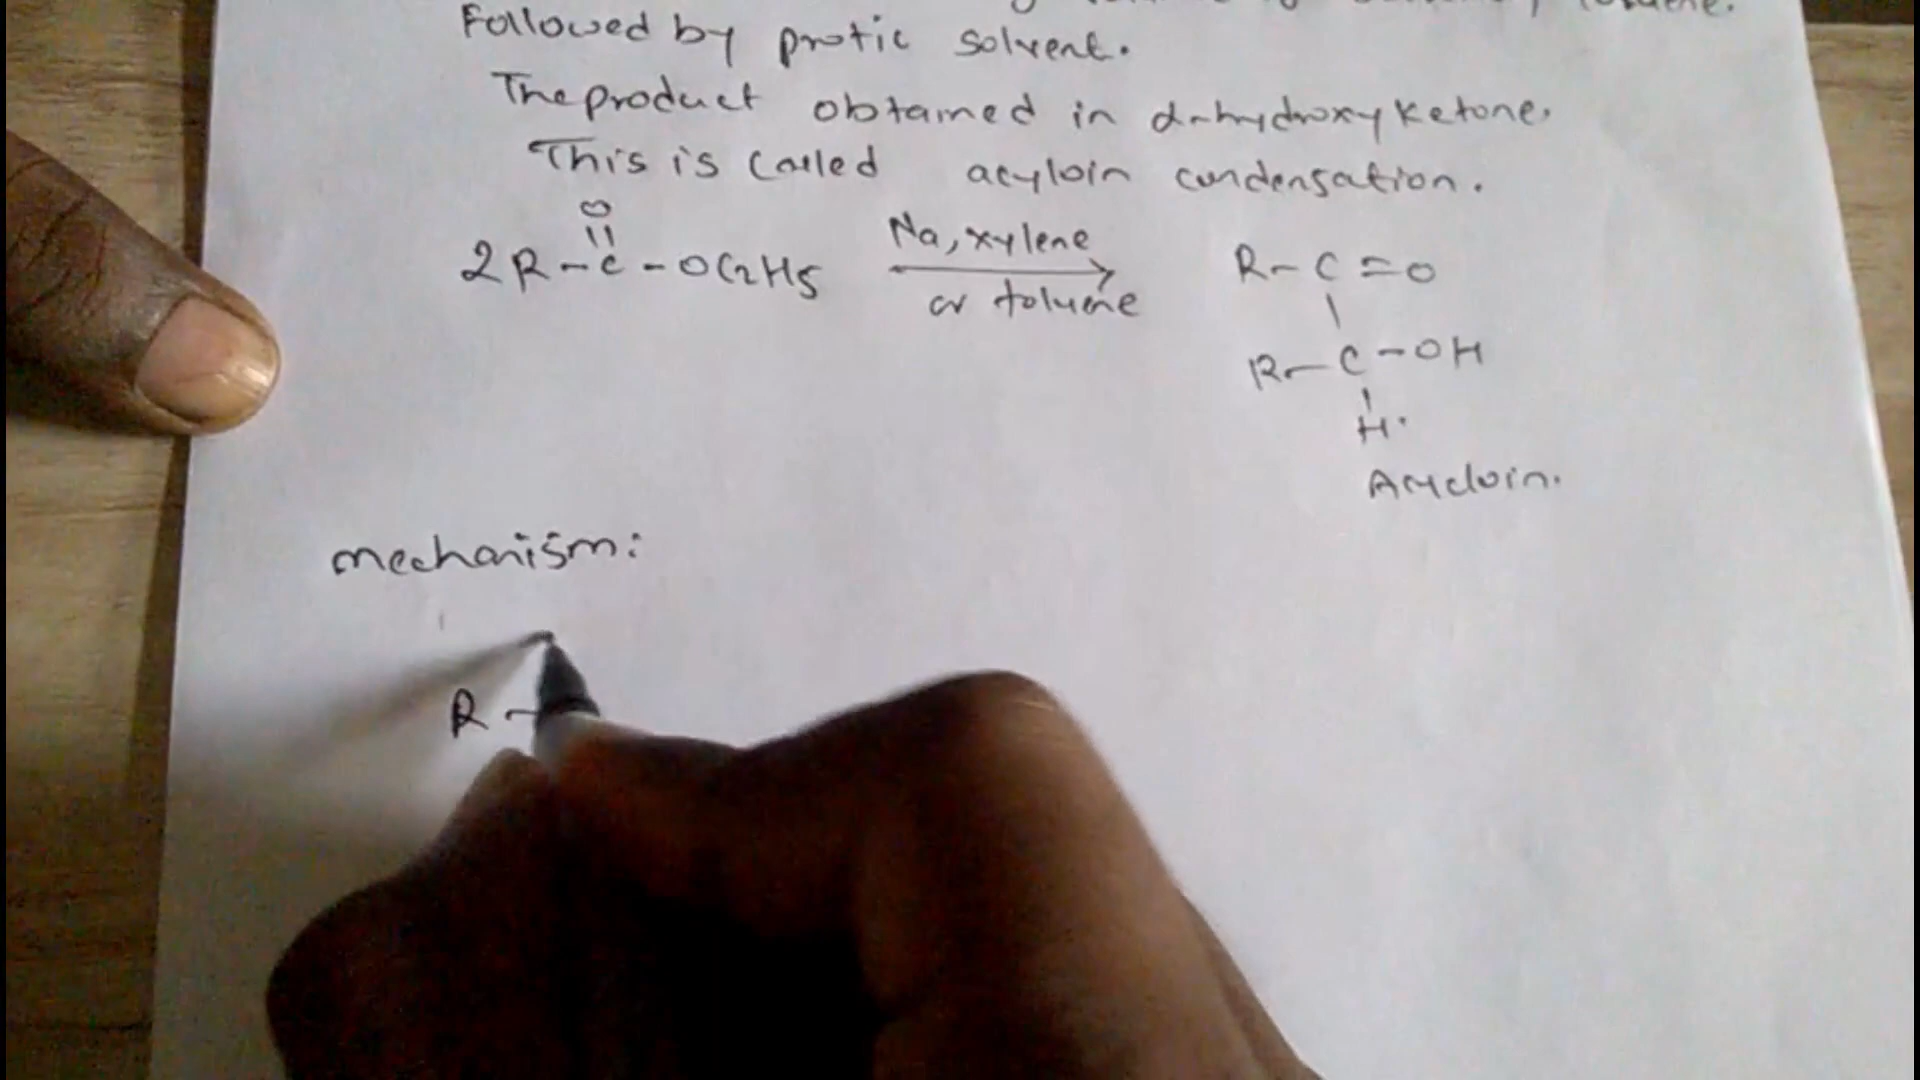 toluene.
Followed by protic solvent.
The product obtained in α-hydroxy ketone.
This is called acyloin condensation.
O
||
2R-C-OC2H5 Na, xylene R-C=O
or toluene |
R-C-OH
|
H.
Acyloin.
mechanism:
R-